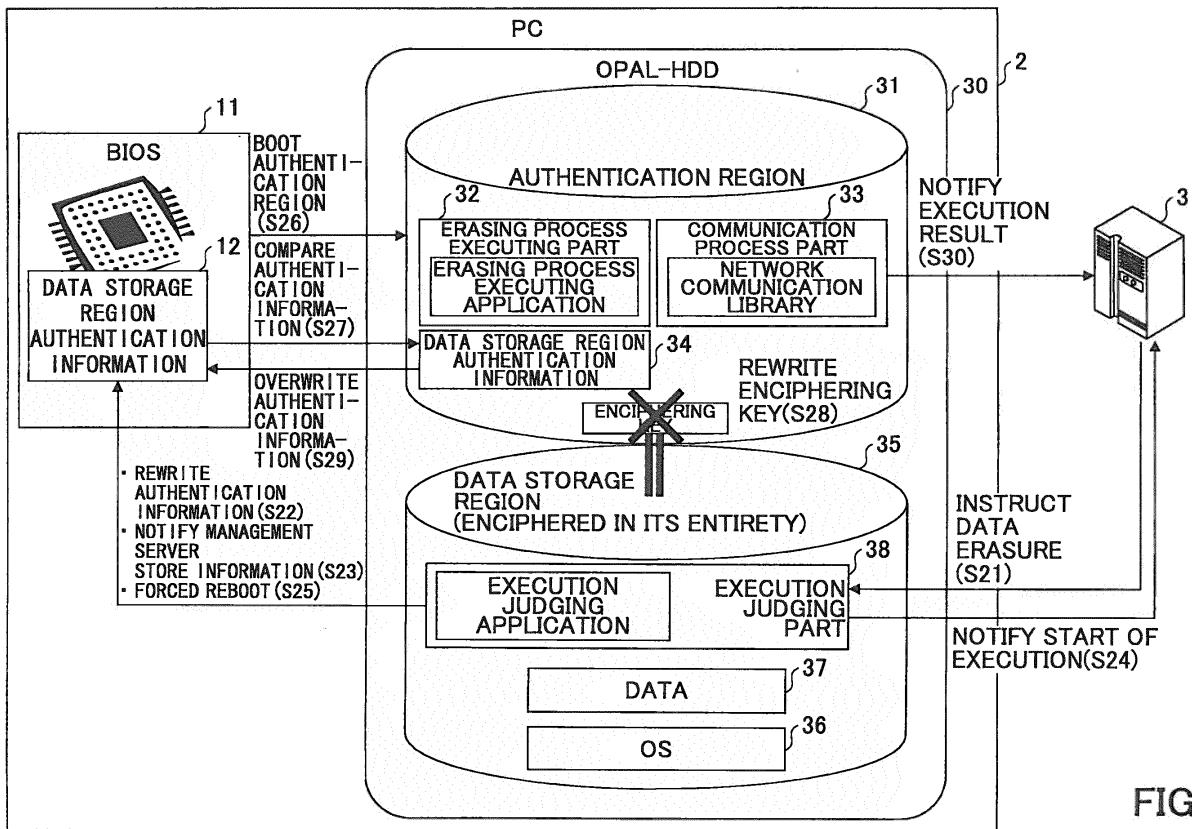 PC
OPAL-HDD
2
30
31
11
BIOS
BOOT
AUTHENTI-
CATION
REGION
(S26)
AUTHENTICATION REGION
32
33
ERASING PROCESS
EXECUTING PART
ERASING PROCESS
EXECUTING
APPLICATION
COMMUNICATION
PROCESS PART
NETWORK
COMMUNICATION
LIBRARY
NOTIFY
EXECUTION
RESULT
(S30)
3
12
DATA STORAGE
REGION
AUTHENTICATION
INFORMATION
COMPARE
AUTHENTI-
CATION
INFORMA-
TION(S27)
DATA STORAGE REGION
AUTHENTICATION
INFORMATION
34
OVERWRITE
AUTHENTI-
CATION
INFORMA-
TION(S29)
REWRITE
ENCIPHERING
KEY(S28)
ENCIPHERING
KEY
35
DATA STORAGE
REGION
(ENCIPHERED IN ITS ENTIRETY)
• REWRITE
AUTHENTICATION
INFORMATION(S22)
• NOTIFY MANAGEMENT
SERVER
STORE INFORMATION(S23)
• FORCED REBOOT(S25)
38
EXECUTION
JUDGING
APPLICATION
EXECUTION
JUDGING
PART
INSTRUCT
DATA
ERASURE
(S21)
NOTIFY START OF
EXECUTION(S24)
37
DATA
36
OS
FIG